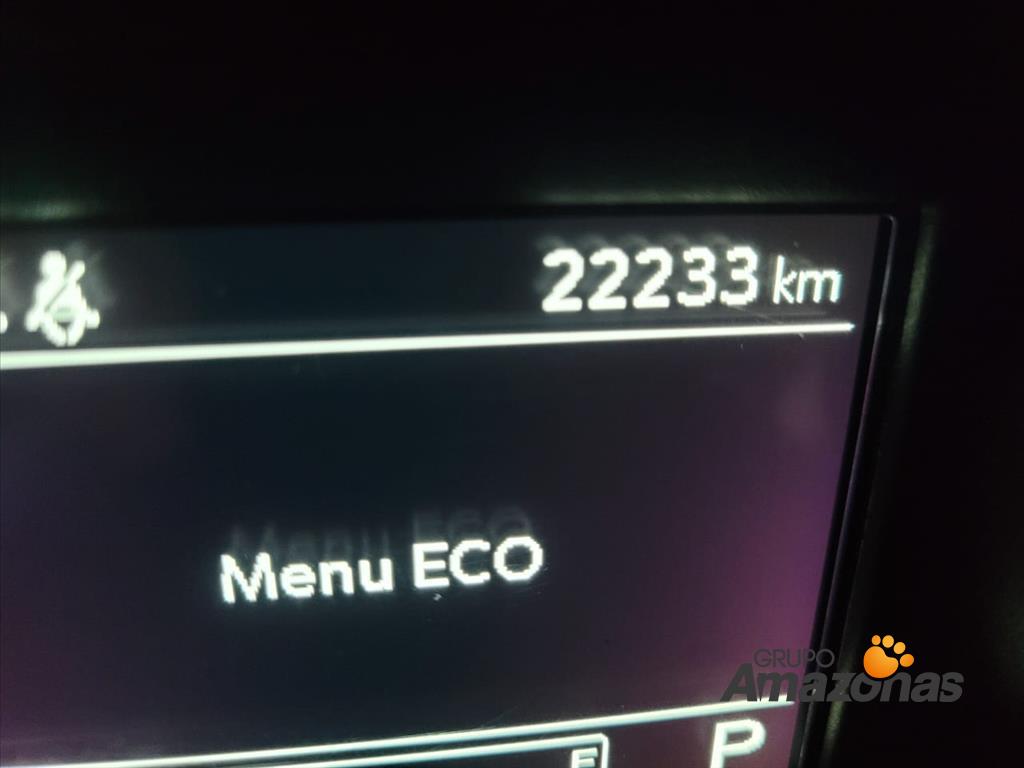 22233 km
Menu ECO
GRUPO
Amazonas
F
P